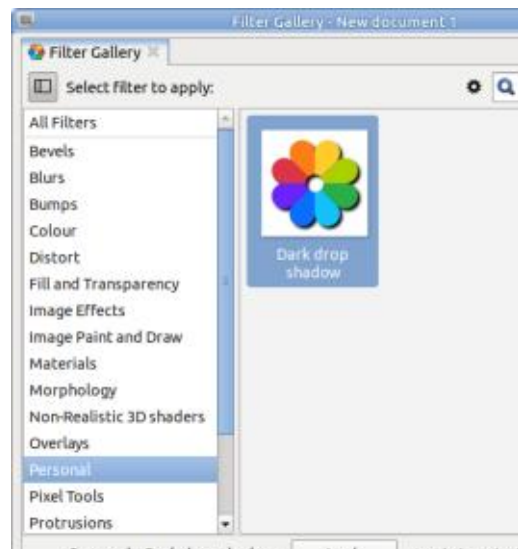 Filter Gallery - New document 1
Filter Gallery
Select filter to apply:
All Filters
Bevels
Blurs
Bumps
Colour
Distort
Fill and Transparency
Image Effects
Image Paint and Draw
Materials
Morphology
Non-Realistic 3D shaders
Overlays
Personal
Pixel Tools
Protrusions
Dark drop
shadow